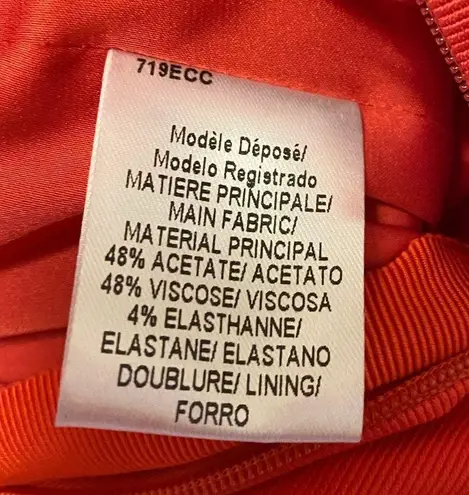 719ECC
Modèle Déposé/
Modelo Registrado
MATIERE PRINCIPALE/
MAIN FABRIC/
MATERIAL PRINCIPAL
48% ACETATE/ ACETATO
48% VISCOSE/ VISCOSA
4% ELASTHANNE/
ELASTANE/ ELASTANO
DOUBLURE/ LINING/
FORRO